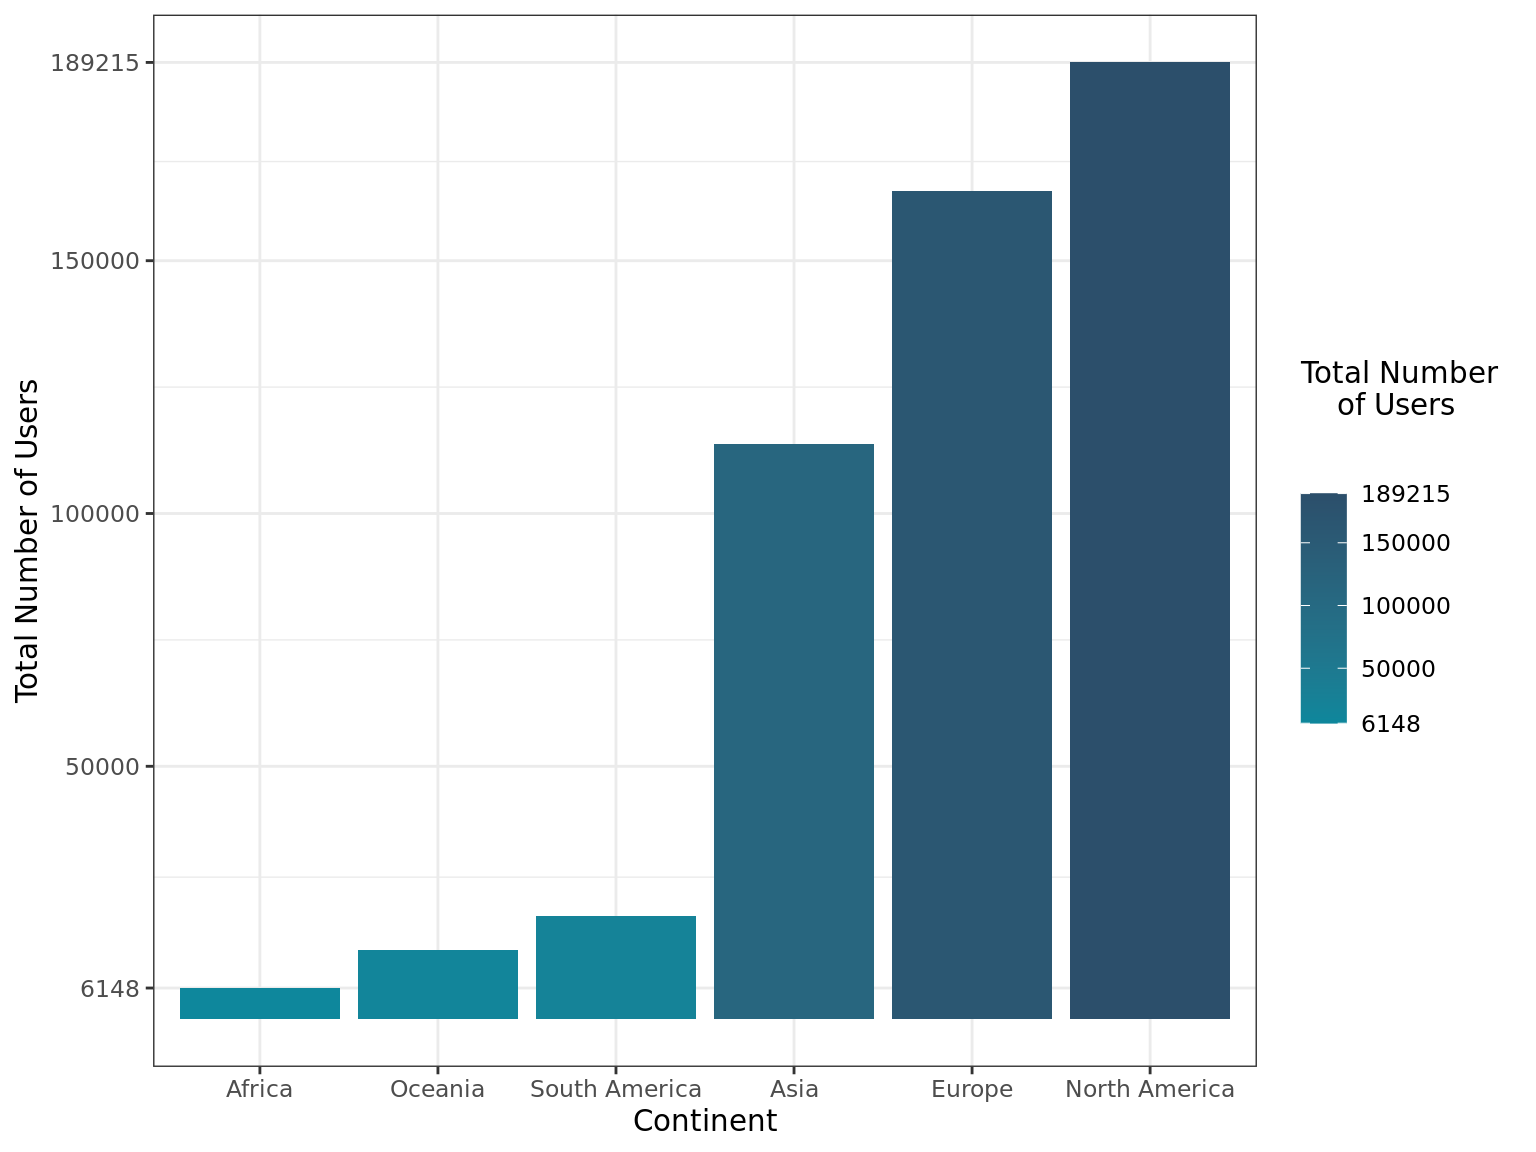 189215
150000
100000
50000
6148
Total Number of Users
Africa
Oceania
South America
Asia
Europe
North America
Continent
Total Number
of Users
189215
150000
100000
50000
6148